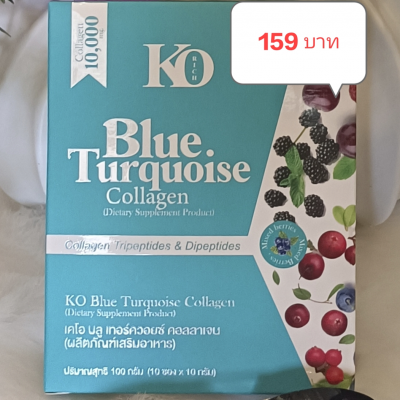 159 บาท
Collagen
10,000
mg.
KO
RICH
Blue
Turquoise
Collagen
(Dietary Supplement Product)
Collagen Tripeptides & Dipeptides
Mixed berries • Mixed Berries •
KO Blue Turquoise Collagen
(Dietary Supplement Product)
เคโอ บลู เทอร์ควอยซ์ คอลลาเจน
(ผลิตภัณฑ์เสริมอาหาร)
ปริมาณสุทธิ 100 กรัม (10 ซอง x 10 กรัม)